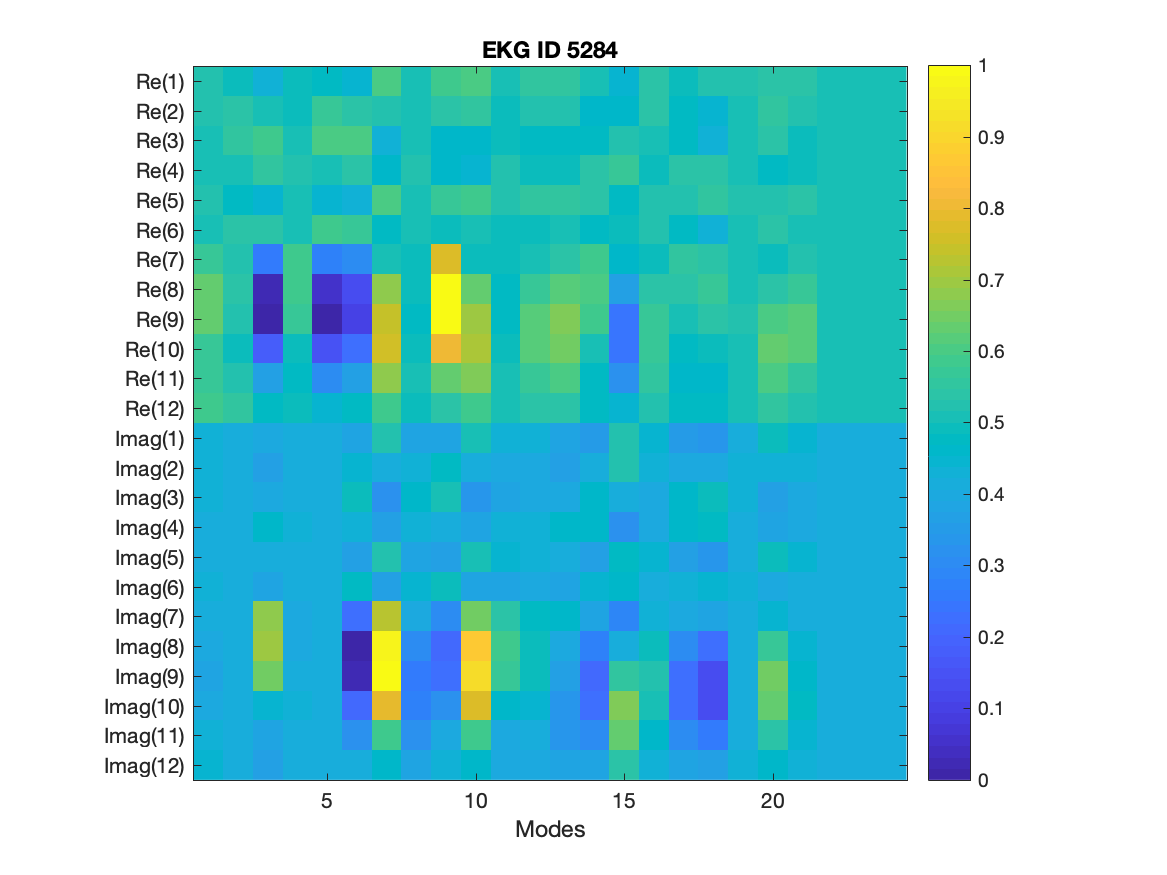 EKG ID 5284
Re(1)
Re(2)
Re(3)
Re(4)
Re(5)
Re(6)
Re(7)
Re(8)
Re(9)
Re(10)
Re(11)
Re(12)
Imag(1)
Imag(2)
Imag(3)
Imag(4)
Imag(5)
Imag(6)
Imag(7)
Imag(8)
Imag(9)
Imag(10)
Imag(11)
Imag(12)
5 10 15 20
Modes
1
0.9
0.8
0.7
0.6
0.5
0.4
0.3
0.2
0.1
0